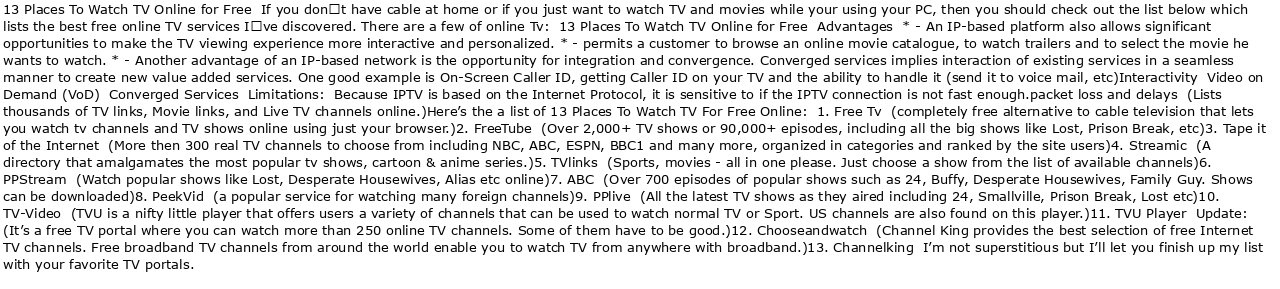 13 Places To Watch TV Online for Free  If you don□t have cable at home or if you just want to watch TV and movies while your using your PC, then you should check out the list below which
lists the best free online TV services I□ve discovered. There are a few of online Tv:  13 Places To Watch TV Online for Free  Advantages  * - An IP-based platform also allows significant
opportunities to make the TV viewing experience more interactive and personalized. * - permits a customer to browse an online movie catalogue, to watch trailers and to select the movie he
wants to watch. * - Another advantage of an IP-based network is the opportunity for integration and convergence. Converged services implies interaction of existing services in a seamless
manner to create new value added services. One good example is On-Screen Caller ID, getting Caller ID on your TV and the ability to handle it (send it to voice mail, etc)Interactivity  Video on
Demand (VoD)  Converged Services  Limitations:  Because IPTV is based on the Internet Protocol, it is sensitive to if the IPTV connection is not fast enough.packet loss and delays  (Lists
thousands of TV links, Movie links, and Live TV channels online.)Here's the a list of 13 Places To Watch TV For Free Online:  1. Free Tv  (completely free alternative to cable television that lets
you watch tv channels and TV shows online using just your browser.)2. FreeTube  (Over 2,000+ TV shows or 90,000+ episodes, including all the big shows like Lost, Prison Break, etc)3. Tape it
of the Internet  (More then 300 real TV channels to choose from including NBC, ABC, ESPN, BBC1 and many more, organized in categories and ranked by the site users)4. Streamic  (A
directory that amalgamates the most popular tv shows, cartoon & anime series.)5. TVlinks  (Sports, movies - all in one please. Just choose a show from the list of available channels)6.
PPStream  (Watch popular shows like Lost, Desperate Housewives, Alias etc online)7. ABC  (Over 700 episodes of popular shows such as 24, Buffy, Desperate Housewives, Family Guy. Shows
can be downloaded)8. PeekVid  (a popular service for watching many foreign channels)9. PPlive  (All the latest TV shows as they aired including 24, Smallville, Prison Break, Lost etc)10.
TV-Video  (TVU is a nifty little player that offers users a variety of channels that can be used to watch normal TV or Sport. US channels are also found on this player.)11. TVU Player  Update:
(It's a free TV portal where you can watch more than 250 online TV channels. Some of them have to be good.)12. Chooseandwatch  (Channel King provides the best selection of free Internet
TV channels. Free broadband TV channels from around the world enable you to watch TV from anywhere with broadband.)13. Channelking  I'm not superstitious but I'll let you finish up my list
with your favorite TV portals.